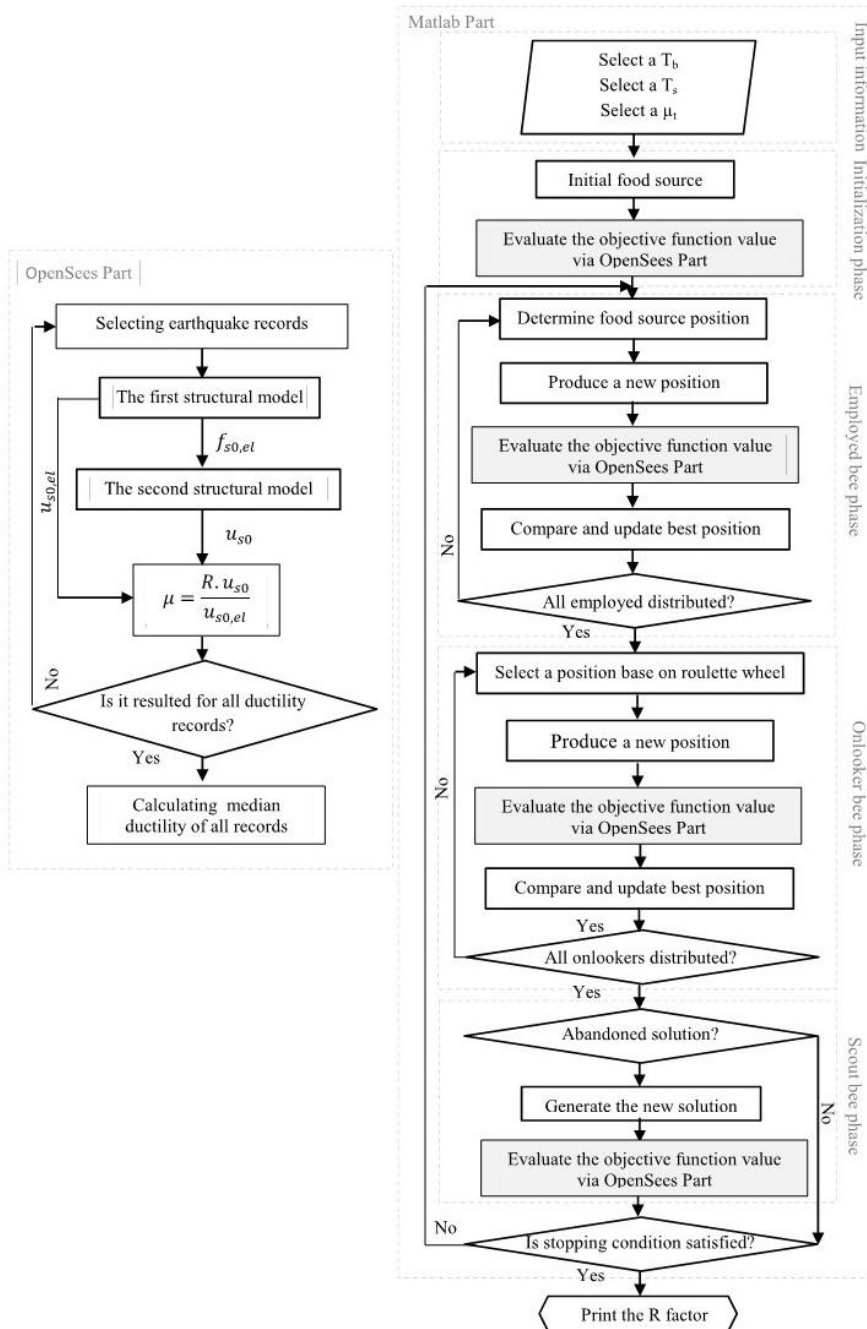 OpenSees Part
Selecting earthquake records
The first structural model
f_{s0,el}
u_{s0,el}
The second structural model
u_{s0}
μ = R.u_{s0} / u_{s0,el}
No
Is it resulted for all ductility
records?
Yes
Calculating median
ductility of all records
Matlab Part
Input information
Select a T_b
Select a T_s
Select a μ_t
Initialization phase
Initial food source
Evaluate the objective function value
via OpenSees Part
Employed bee phase
Determine food source position
Produce a new position
Evaluate the objective function value
via OpenSees Part
Compare and update best position
No
All employed distributed?
Yes
Onlooker bee phase
Select a position base on roulette wheel
Produce a new position
No
Evaluate the objective function value
via OpenSees Part
Compare and update best position
Yes
All onlookers distributed?
Yes
Scout bee phase
Abandoned solution?
Generate the new solution
No
Evaluate the objective function value
via OpenSees Part
No
Is stopping condition satisfied?
Yes
Print the R factor